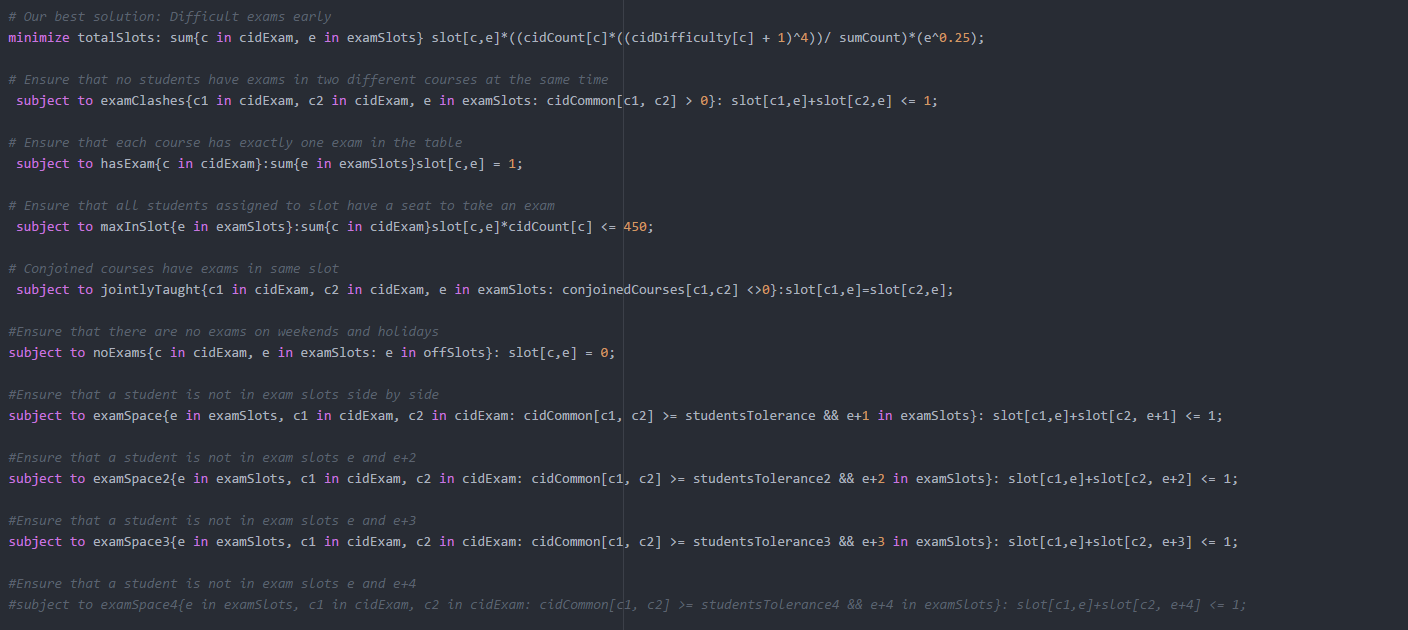 # Our best solution: Difficult exams early
minimize totalSlots: sum{c in cidExam, e in examSlots} slot[c,e]*((cidCount[c]*((cidDifficulty[c] + 1)^4))/ sumCount)*(e^0.25);
# Ensure that no students have exams in two different courses at the same time
subject to examClashes{c1 in cidExam, c2 in cidExam, e in examSlots: cidCommon[c1, c2] > 0}: slot[c1,e]+slot[c2,e] <= 1;
# Ensure that each course has exactly one exam in the table
subject to hasExam{c in cidExam}:sum{e in examSlots}slot[c,e] = 1;
# Ensure that all students assigned to slot have a seat to take an exam
subject to maxInSlot{e in examSlots}:sum{c in cidExam}slot[c,e]*cidCount[c] <= 450;
# Conjoined courses have exams in same slot
subject to jointlyTaught{c1 in cidExam, c2 in cidExam, e in examSlots: conjoinedCourses[c1,c2] <>0}:slot[c1,e]=slot[c2,e];
#Ensure that there are no exams on weekends and holidays
subject to noExams{c in cidExam, e in examSlots: e in offSlots}: slot[c,e] = 0;
#Ensure that a student is not in exam slots side by side
subject to examSpace{e in examSlots, c1 in cidExam, c2 in cidExam: cidCommon[c1, c2] >= studentsTolerance && e+1 in examSlots}: slot[c1,e]+slot[c2, e+1] <= 1;
#Ensure that a student is not in exam slots e and e+2
subject to examSpace2{e in examSlots, c1 in cidExam, c2 in cidExam: cidCommon[c1, c2] >= studentsTolerance2 && e+2 in examSlots}: slot[c1,e]+slot[c2, e+2] <= 1;
#Ensure that a student is not in exam slots e and e+3
subject to examSpace3{e in examSlots, c1 in cidExam, c2 in cidExam: cidCommon[c1, c2] >= studentsTolerance3 && e+3 in examSlots}: slot[c1,e]+slot[c2, e+3] <= 1;
#Ensure that a student is not in exam slots e and e+4
#subject to examSpace4{e in examSlots, c1 in cidExam, c2 in cidExam: cidCommon[c1, c2] >= studentsTolerance4 && e+4 in examSlots}: slot[c1,e]+slot[c2, e+4] <= 1;